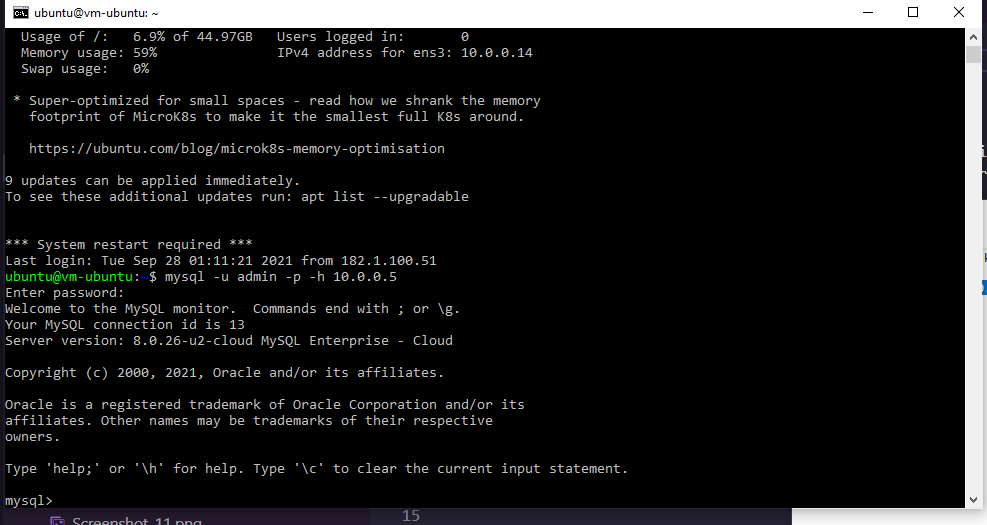 ubuntu@vm-ubuntu: ~
Usage of /:   6.9% of 44.97GB   Users logged in:       0
Memory usage: 59%               IPv4 address for ens3: 10.0.0.14
Swap usage:   0%
* Super-optimized for small spaces - read how we shrank the memory
footprint of MicroK8s to make it the smallest full K8s around.
https://ubuntu.com/blog/microk8s-memory-optimisation
9 updates can be applied immediately.
To see these additional updates run: apt list --upgradable
*** System restart required ***
Last login: Tue Sep 28 01:11:21 2021 from 182.1.100.51
ubuntu@vm-ubuntu:~$ mysql -u admin -p -h 10.0.0.5
Enter password:
Welcome to the MySQL monitor.  Commands end with ; or \g.
Your MySQL connection id is 13
Server version: 8.0.26-u2-cloud MySQL Enterprise - Cloud
Copyright (c) 2000, 2021, Oracle and/or its affiliates.
Oracle is a registered trademark of Oracle Corporation and/or its
affiliates. Other names may be trademarks of their respective
owners.
Type 'help;' or '\h' for help. Type '\c' to clear the current input statement.
mysql>
Screenshot_11.png
15